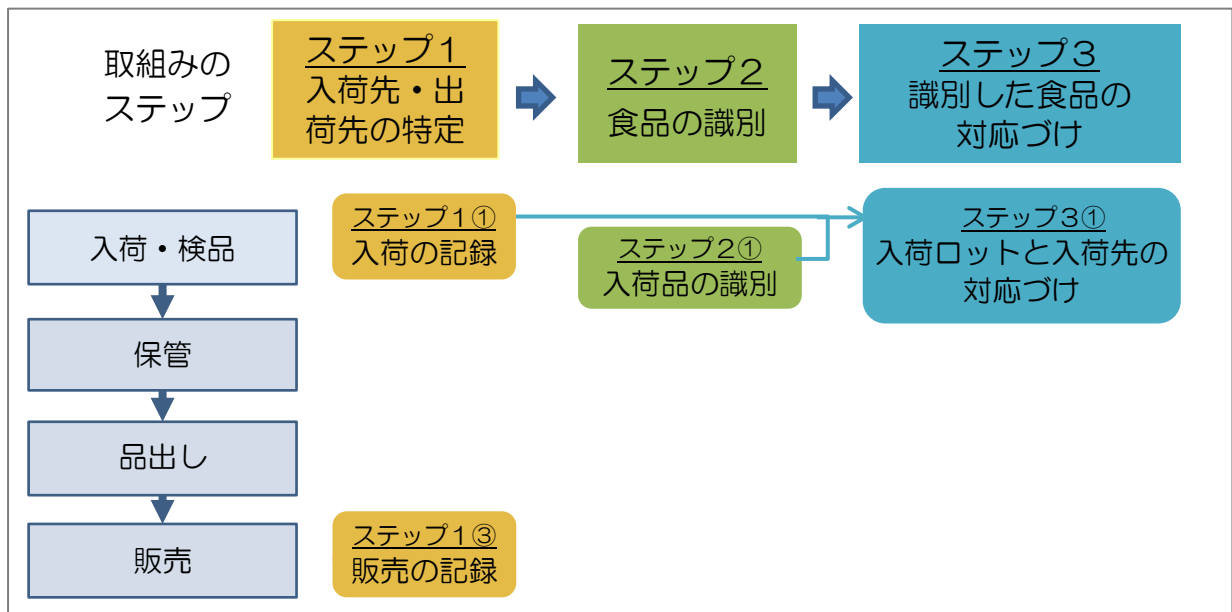 取組みの
ステップ
ステップ１
入荷先・出
荷先の特定
ステップ２
食品の識別
ステップ３
識別した食品の
対応づけ
入荷・検品
ステップ１①
入荷の記録
ステップ２①
入荷品の識別
ステップ３①
入荷ロットと入荷先の
対応づけ
保管
品出し
販売
ステップ１③
販売の記録